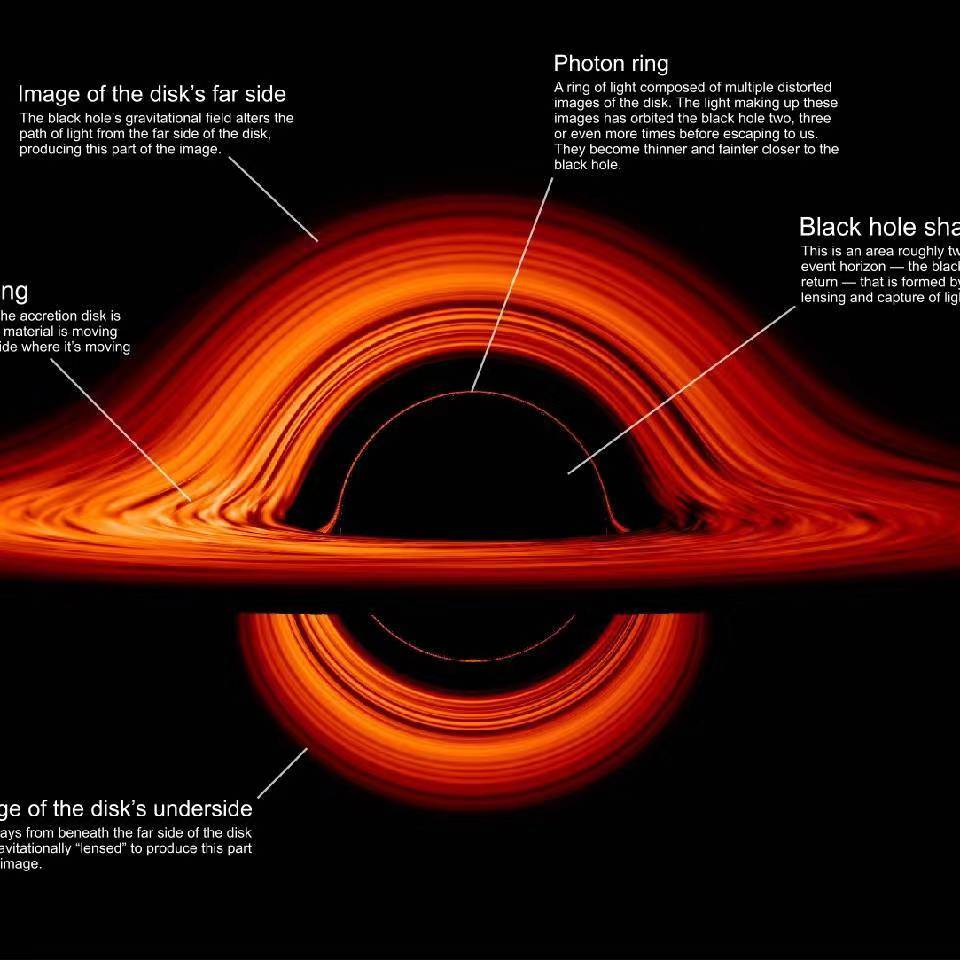 Photon ring
A ring of light composed of multiple distorted
images of the disk. The light making up these
images has orbited the black hole two, three
or even more times before escaping to us.
They become thinner and fainter closer to the
black hole.
Image of the disk's far side
The black hole's gravitational field alters the
path of light from the far side of the disk,
producing this part of the image.
Black hole sha
This is an area roughly tw
event horizon — the blac
return — that is formed by
lensing and capture of lig
ng
he accretion disk is
material is moving
ide where it's moving
ge of the disk's underside
ays from beneath the far side of the disk
avitationally "lensed" to produce this part
image.